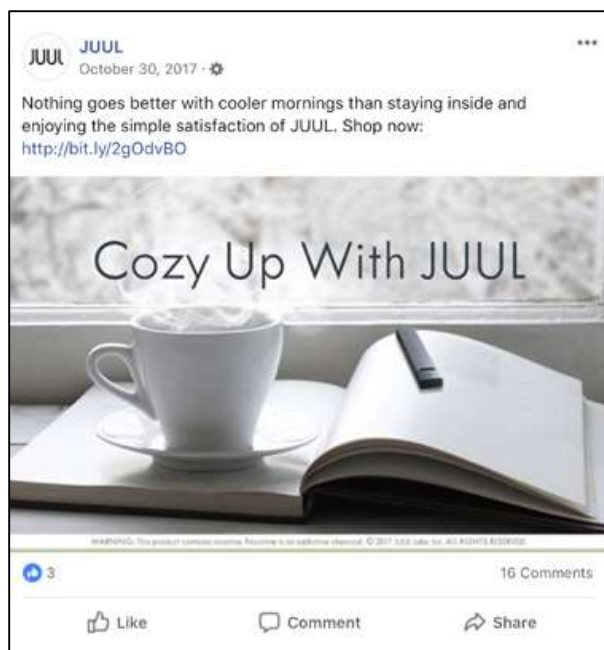 JUUL
JUUL
October 30, 2017 ·
Nothing goes better with cooler mornings than staying inside and
enjoying the simple satisfaction of JUUL. Shop now:
http://bit.ly/2gOdvBO
Cozy Up With JUUL
WARNING: This product contains nicotine. Nicotine is an addictive chemical. © 2017 JUUL Labs, Inc. ALL RIGHTS RESERVED.
3
16 Comments
Like
Comment
Share